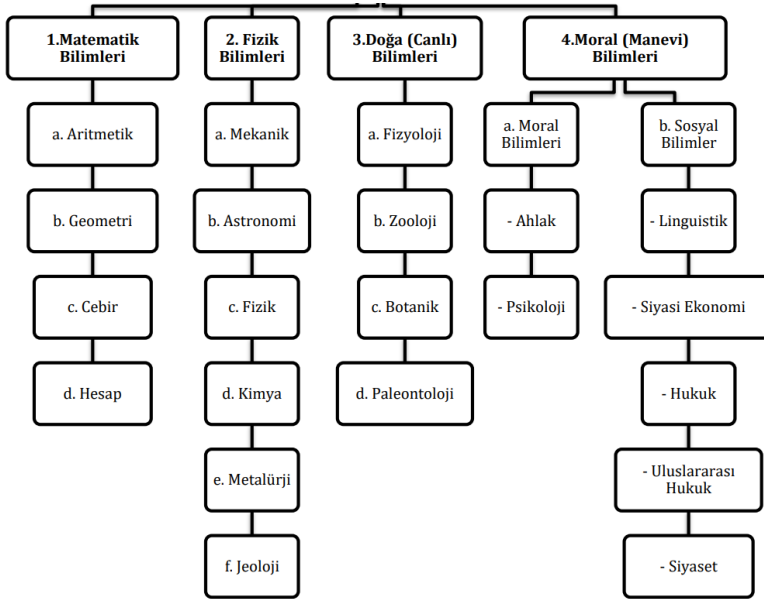 1.Matematik
Bilimleri
a. Aritmetik
b. Geometri
c. Cebir
d. Hesap
2. Fizik
Bilimleri
a. Mekanik
b. Astronomi
c. Fizik
d. Kimya
e. Metalürji
f. Jeoloji
3.Doğa (Canlı)
Bilimleri
a. Fizyoloji
b. Zooloji
c. Botanik
d. Paleontoloji
4.Moral (Manevi)
Bilimleri
a. Moral
Bilimleri
- Ahlak
- Psikoloji
b. Sosyal
Bilimler
- Linguistik
- Siyasi Ekonomi
- Hukuk
- Uluslararası
Hukuk
- Siyaset